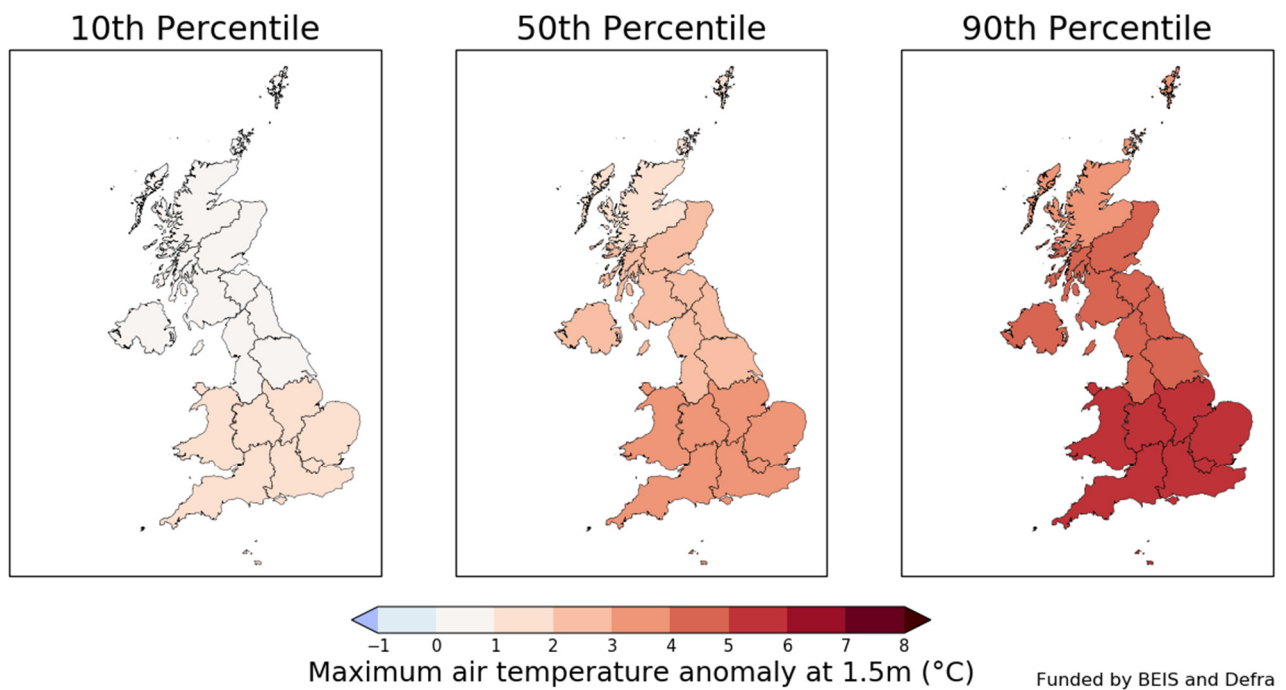 10th Percentile 50th Percentile 90th Percentile
−1 0 1 2 3 4 5 6 7 8
Maximum air temperature anomaly at 1.5m (°C)
Funded by BEIS and Defra